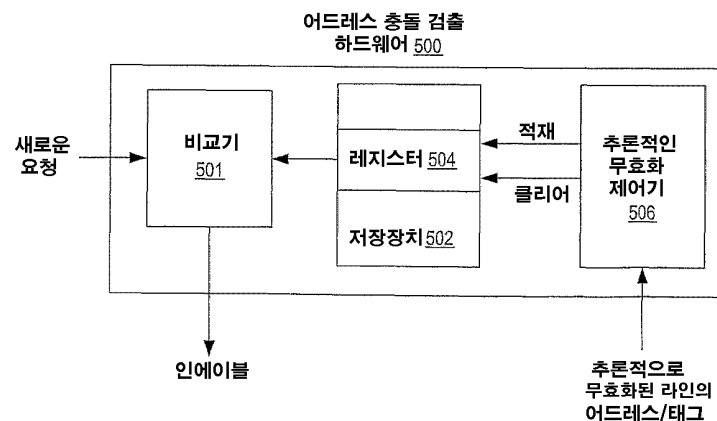 어드레스 충돌 검출
하드웨어 500
새로운
요청
비교기
501
레지스터 504
저장장치 502
적재
클리어
추론적인
무효화
제어기
506
인에이블
추론적으로
무효화된 라인의
어드레스/태그